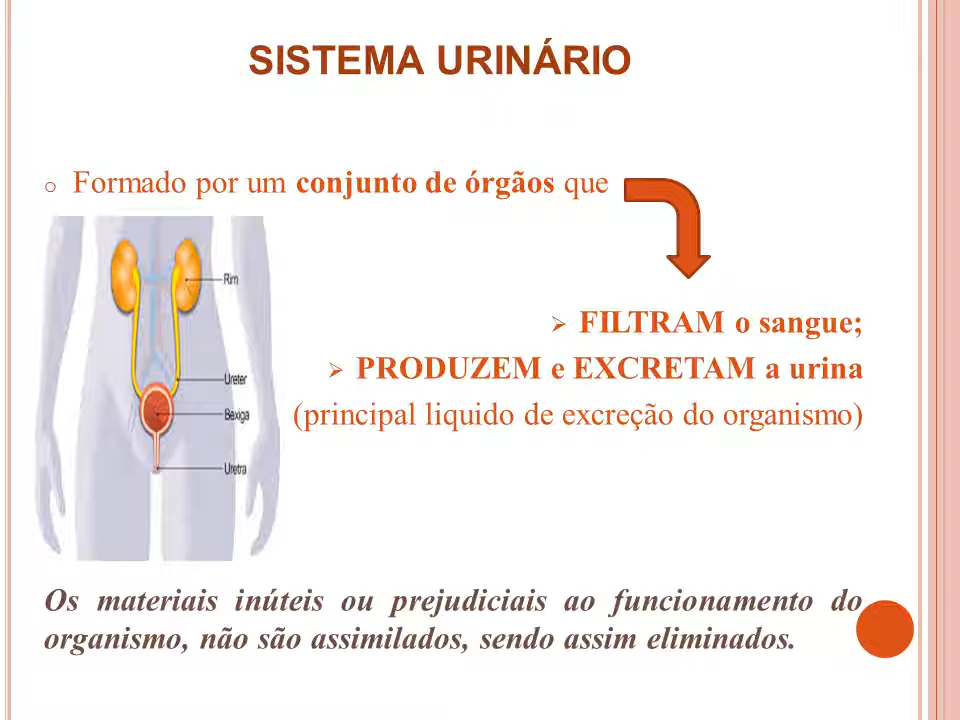 SISTEMA URINÁRIO
Formado por um conjunto de órgãos que
Rim
FILTRAM o sangue;
PRODUZEM e EXCRETAM a urina
Ureter
Bexiga
(principal liquido de excreção do organismo)
Uretra
Os materiais inúteis ou prejudiciais ao funcionamento do
organismo, não são assimilados, sendo assim eliminados.